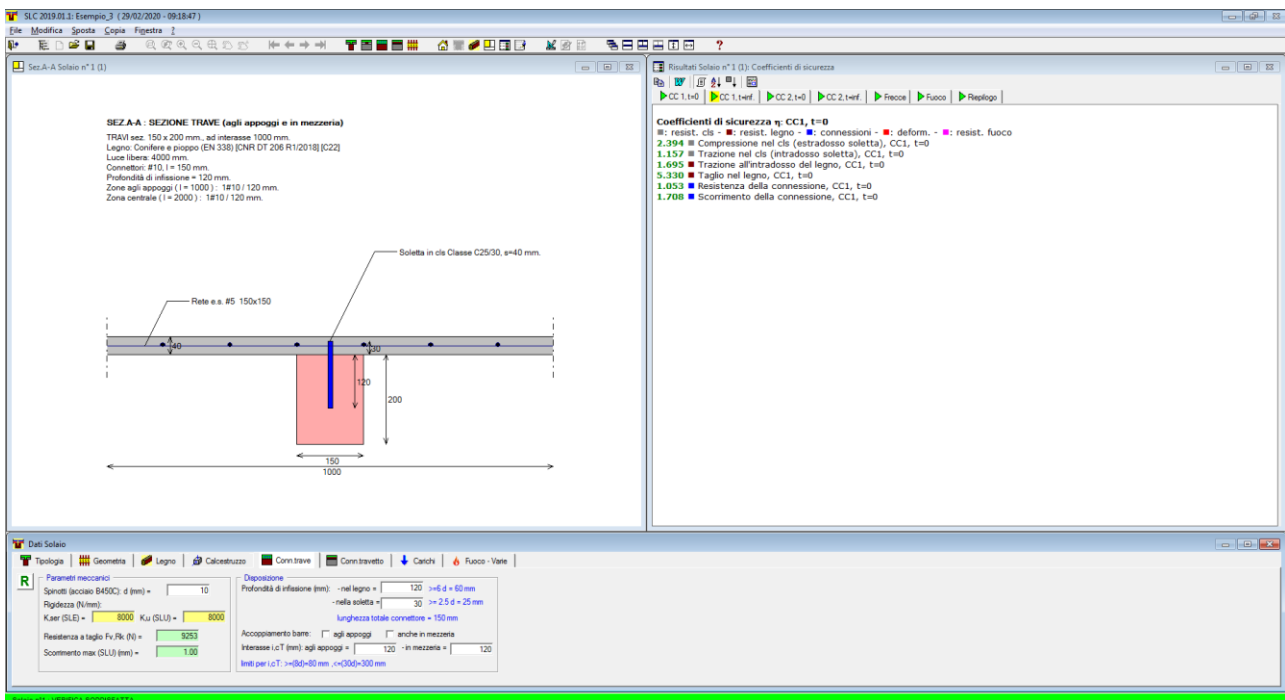 SLC 2019.01.1: Esempio_3 ( 29/02/2020 - 09:18:47 )
File Modifica Sposta Copia Finestra ?
Sez.A-A Solaio n° 1 (1)
SEZ.A-A : SEZIONE TRAVE (agli appoggi e in mezzeria)
TRAVI sez. 150 x 200 mm., ad interasse 1000 mm.
Legno: Conifere e pioppo (EN 338) [CNR DT 206 R1/2018] [C22]
Luce libera: 4000 mm.
Connettori: #10, l = 150 mm.
Profondità di infissione = 120 mm.
Zone agli appoggi ( l = 1000 ) : 1#10 / 120 mm.
Zona centrale ( l = 2000 ) : 1#10 / 120 mm.
Soletta in cls Classe C25/30, s=40 mm.
Rete e.s. #5 150x150
40
30
120
200
150
1000
Risultati Solaio n° 1 (1): Coefficienti di sicurezza
CC 1, t=0 CC 1, t=inf. CC 2, t=0 CC 2, t=inf. Frecce Fuoco Riepilogo
Coefficienti di sicurezza η: CC1, t=0
■: resist. cls - ■: resist. legno - ■: connessioni - ■: deform. - ■: resist. fuoco
2.394 ■ Compressione nel cls (estradosso soletta), CC1, t=0
1.157 ■ Trazione nel cls (intradosso soletta), CC1, t=0
1.695 ■ Trazione all'intradosso del legno, CC1, t=0
5.330 ■ Taglio nel legno, CC1, t=0
1.053 ■ Resistenza della connessione, CC1, t=0
1.708 ■ Scorrimento della connessione, CC1, t=0
Dati Solaio
Tipologia Geometria Legno Calcestruzzo Conn.trave Conn.travetto Carichi Fuoco - Varie
R
Parametri meccanici
Spinotti (acciaio B450C): d (mm) = 10
Rigidezza (N/mm):
K,ser (SLE) = 8000 K,u (SLU) = 8000
Resistenza a taglio Fv,Rk (N) = 9253
Scorrimento max (SLU) (mm) = 1.00
Disposizione
Profondità di infissione (mm): - nel legno = 120 >=6 d = 60 mm
- nella soletta = 30 >= 2.5 d = 25 mm
lunghezza totale connettore = 150 mm
Accoppiamento barre: agli appoggi anche in mezzeria
Interasse i,cT (mm): agli appoggi = 120 - in mezzeria = 120
limiti per i,cT: >=(8d)=80 mm ,<=(30d)=300 mm
Solaio n°1 : VERIFICA SODDISFATTA